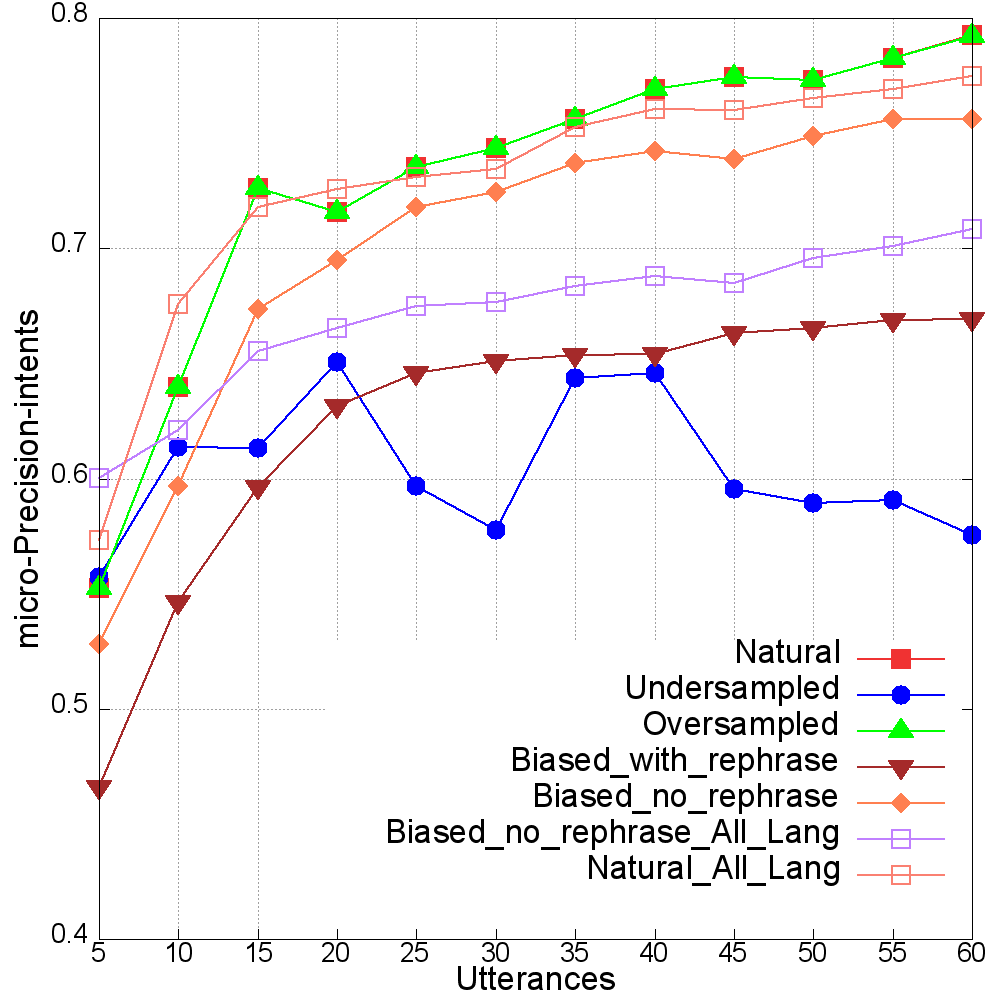 0.8
0.7
0.6
0.5
0.4
micro-Precision-intents
Natural
Undersampled
Oversampled
Biased_with_rephrase
Biased_no_rephrase
Biased_no_rephrase_All_Lang
Natural_All_Lang
5 10 15 20 25 30 35 40 45 50 55 60
Utterances